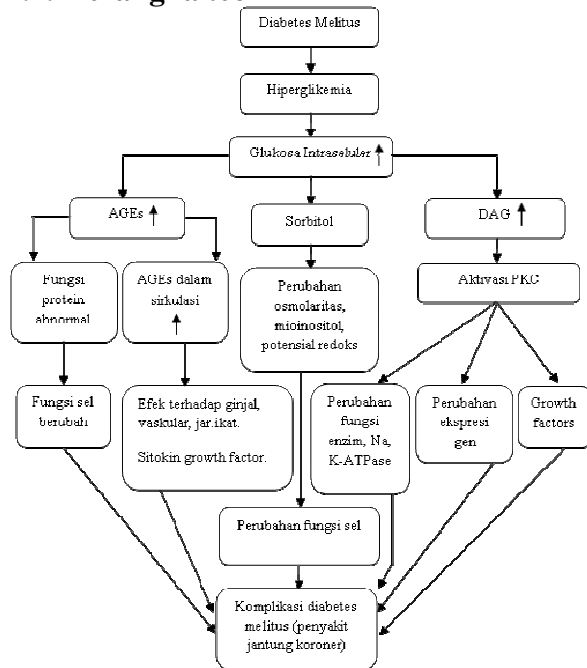 Diabetes Melitus
Hiperglikemia
Glukosa Intraseluler ↑
AGEs ↑
Sorbitol
DAG ↑
Fungsi
protein
abnormal
AGEs dalam
sirkulasi
↑
Perubahan
osmolaritas,
mioinositol,
potensial redoks
Aktivasi PKC
Fungsi sel
berubah
Efek terhadap ginjal,
vaskular, jar.ikat.
Sitokin growth factor.
Perubahan
fungsi
enzim, Na,
K-ATPase
Perubahan
ekspresi
gen
Growth
factors
Perubahan fungsi sel
Komplikasi diabetes
melitus (penyakit
jantung koroner)